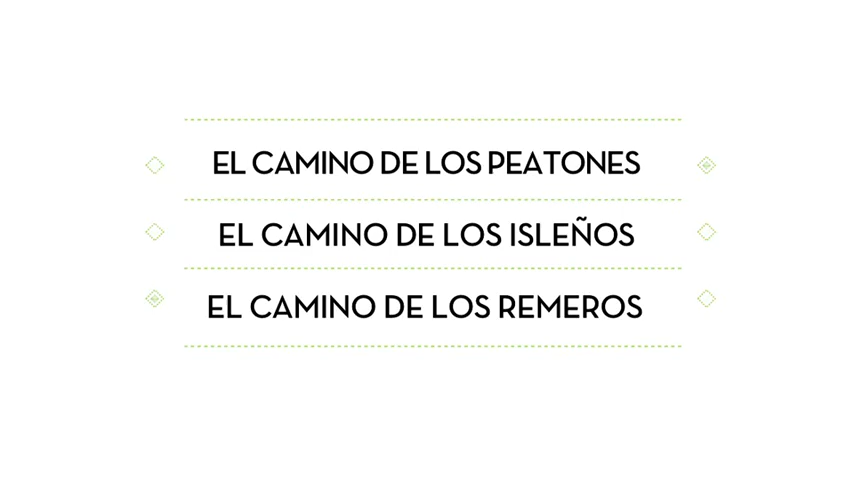 EL CAMINO DE LOS PEATONES
EL CAMINO DE LOS ISLEÑOS
EL CAMINO DE LOS REMEROS